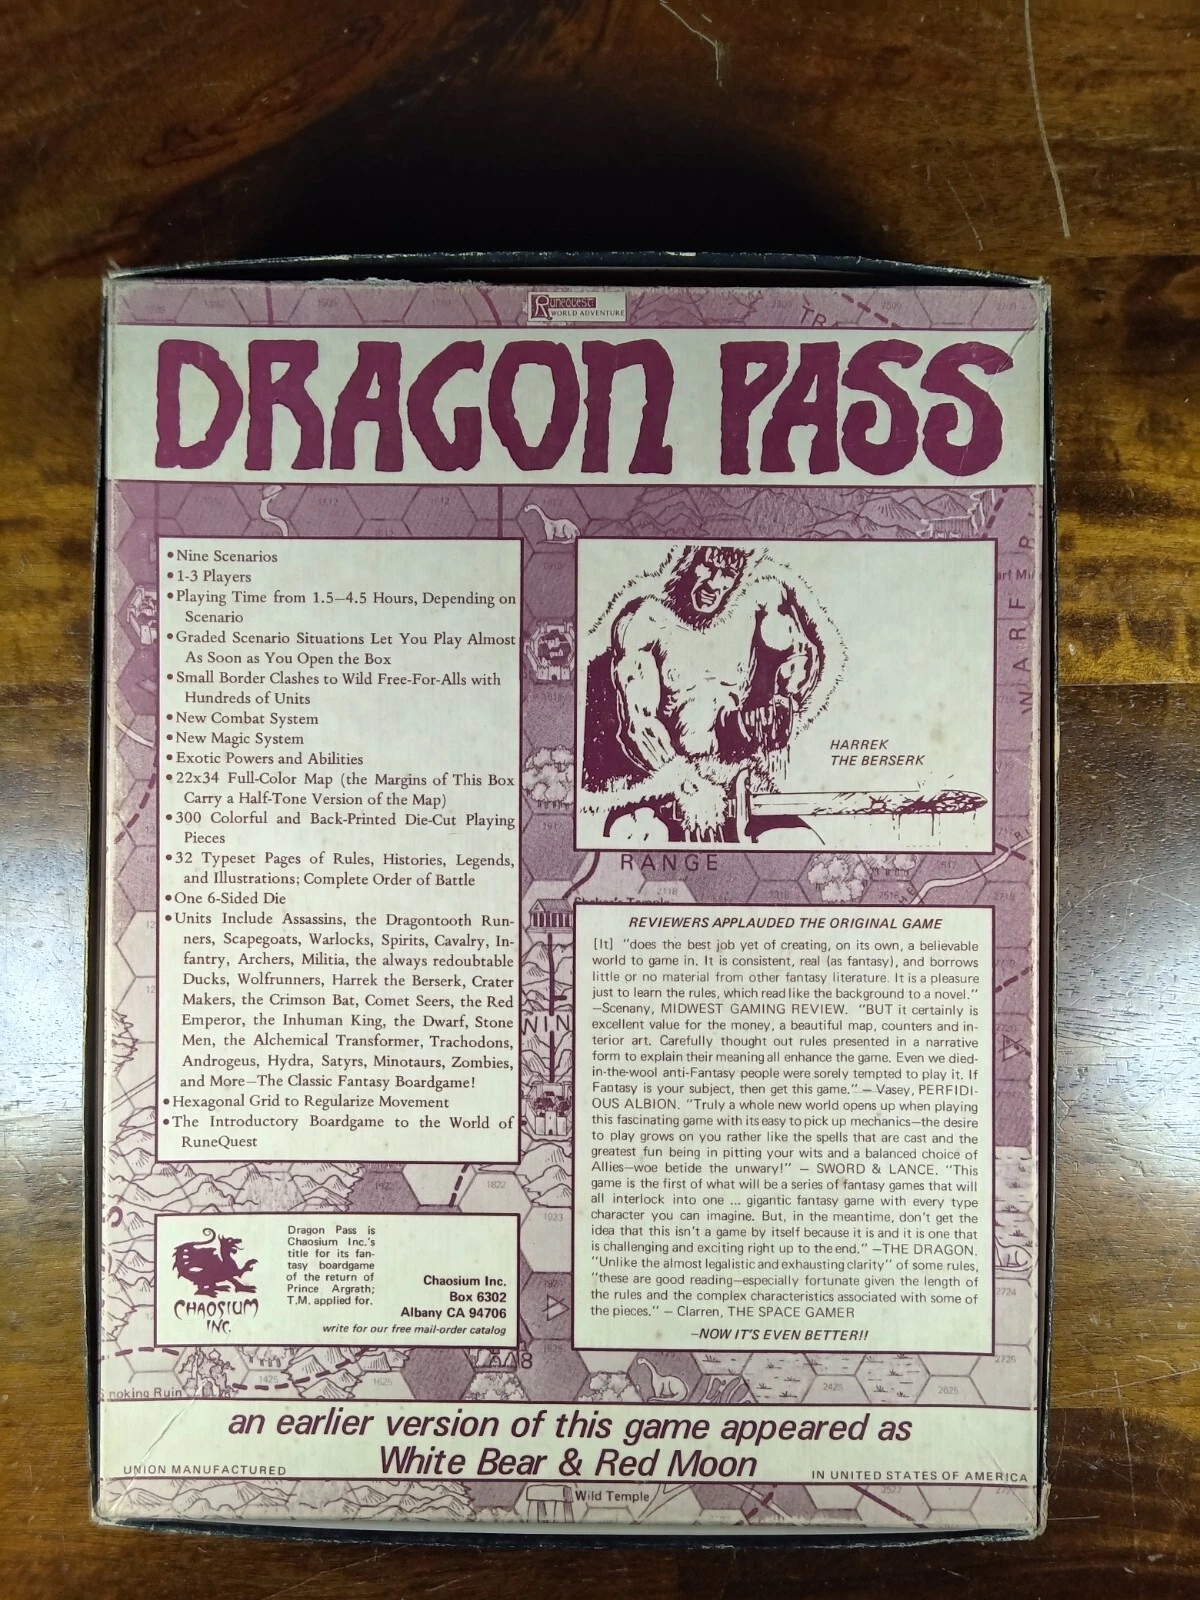 RuneQuest
WORLD ADVENTURE
DRAGON PASS
•Nine Scenarios
•1-3 Players
•Playing Time from 1.5–4.5 Hours, Depending on
Scenario
•Graded Scenario Situations Let You Play Almost
As Soon as You Open the Box
•Small Border Clashes to Wild Free-For-Alls with
Hundreds of Units
•New Combat System
•New Magic System
•Exotic Powers and Abilities
•22x34 Full-Color Map (the Margins of This Box
Carry a Half-Tone Version of the Map)
•300 Colorful and Back-Printed Die-Cut Playing
Pieces
•32 Typeset Pages of Rules, Histories, Legends,
and Illustrations; Complete Order of Battle
•One 6-Sided Die
•Units Include Assassins, the Dragontooth Run-
ners, Scapegoats, Warlocks, Spirits, Cavalry, In-
fantry, Archers, Militia, the always redoubtable
Ducks, Wolfrunners, Harrek the Berserk, Crater
Makers, the Crimson Bat, Comet Seers, the Red
Emperor, the Inhuman King, the Dwarf, Stone
Men, the Alchemical Transformer, Trachodons,
Androgeus, Hydra, Satyrs, Minotaurs, Zombies,
and More—The Classic Fantasy Boardgame!
•Hexagonal Grid to Regularize Movement
•The Introductory Boardgame to the World of
RuneQuest
HARREK
THE BERSERK
RANGE
REVIEWERS APPLAUDED THE ORIGINAL GAME
[It] "does the best job yet of creating, on its own, a believable
world to game in. It is consistent, real (as fantasy), and borrows
little or no material from other fantasy literature. It is a pleasure
just to learn the rules, which read like the background to a novel."
—Scenany, MIDWEST GAMING REVIEW. "BUT it certainly is
excellent value for the money, a beautiful map, counters and in-
terior art. Carefully thought out rules presented in a narrative
form to explain their meaning all enhance the game. Even we died-
in-the-wool anti-Fantasy people were sorely tempted to play it. If
Fantasy is your subject, then get this game." — Vasey, PERFIDI-
OUS ALBION. "Truly a whole new world opens up when playing
this fascinating game with its easy to pick up mechanics—the desire
to play grows on you rather like the spells that are cast and the
greatest fun being in pitting your wits and a balanced choice of
Allies—woe betide the unwary!" — SWORD & LANCE. "This
game is the first of what will be a series of fantasy games that will
all interlock into one ... gigantic fantasy game with every type
character you can imagine. But, in the meantime, don't get the
idea that this isn't a game by itself because it is and it is one that
is challenging and exciting right up to the end." —THE DRAGON.
"Unlike the almost legalistic and exhausting clarity" of some rules,
"these are good reading—especially fortunate given the length of
the rules and the complex characteristics associated with some of
the pieces." — Clarren, THE SPACE GAMER
—NOW IT'S EVEN BETTER!!
1822
1923
CHAOSIUM
INC.
Dragon Pass is
Chaosium Inc.'s
title for its fan-
tasy boardgame
of the return of
Prince Argrath;
T.M. applied for.
Chaosium Inc.
Box 6302
Albany CA 94706
write for our free mail-order catalog
2724
2725
1425
1625
2425
2625
moking Ruin
an earlier version of this game appeared as
White Bear & Red Moon
UNION MANUFACTURED
IN UNITED STATES OF AMERICA
Wild Temple